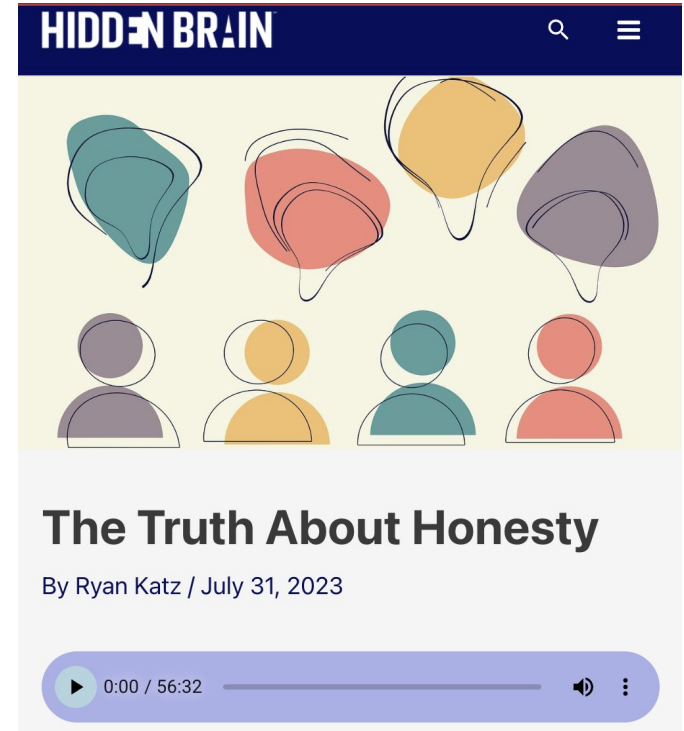 HIDDEN BRAIN
The Truth About Honesty
By Ryan Katz / July 31, 2023
0:00 / 56:32